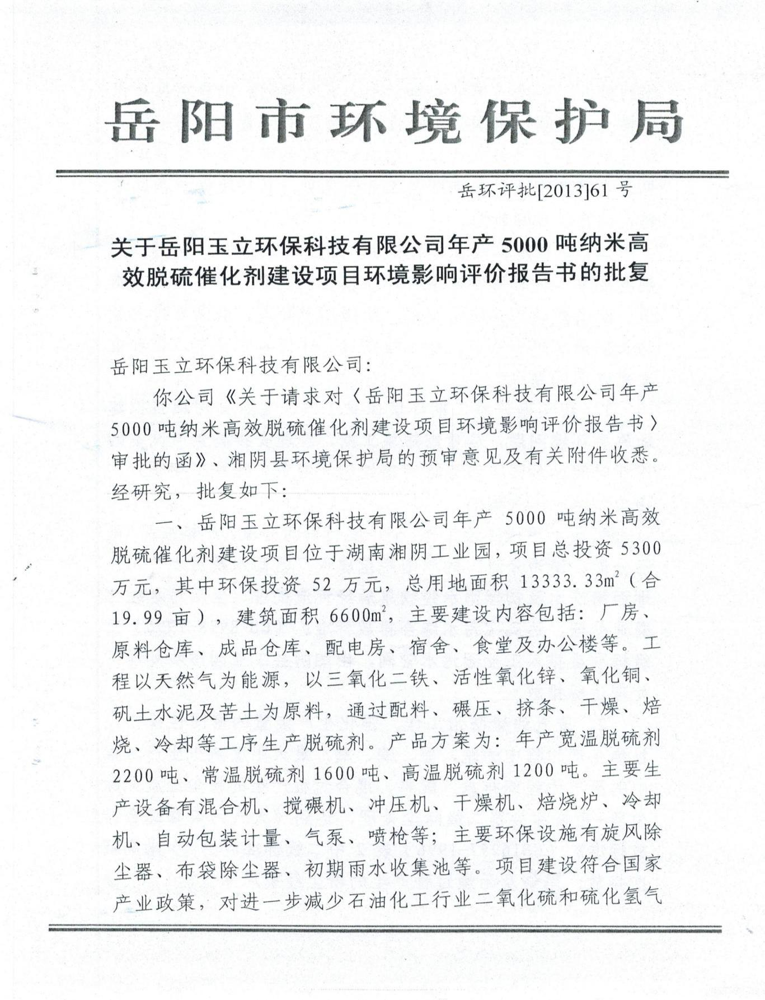 岳阳市环境保护局
岳环评批[2013]61 号
关于岳阳玉立环保科技有限公司年产 5000 吨纳米高
效脱硫催化剂建设项目环境影响评价报告书的批复
岳阳玉立环保科技有限公司：
你公司《关于请求对〈岳阳玉立环保科技有限公司年产
5000 吨纳米高效脱硫催化剂建设项目环境影响评价报告书〉
审批的函》、湘阴县环境保护局的预审意见及有关附件收悉。
经研究，批复如下：
一、岳阳玉立环保科技有限公司年产 5000 吨纳米高效
脱硫催化剂建设项目位于湖南湘阴工业园，项目总投资 5300
万元，其中环保投资 52 万元，总用地面积 13333.33m²（合
19.99 亩），建筑面积 6600m²，主要建设内容包括：厂房、
原料仓库、成品仓库、配电房、宿舍、食堂及办公楼等。工
程以天然气为能源，以三氧化二铁、活性氧化锌、氧化铜、
矾土水泥及苦土为原料，通过配料、碾压、挤条、干燥、焙
烧、冷却等工序生产脱硫剂。产品方案为：年产宽温脱硫剂
2200 吨、常温脱硫剂 1600 吨、高温脱硫剂 1200 吨。主要生
产设备有混合机、搅碾机、冲压机、干燥机、焙烧炉、冷却
机、自动包装计量、气泵、喷枪等；主要环保设施有旋风除
尘器、布袋除尘器、初期雨水收集池等。项目建设符合国家
产业政策，对进一步减少石油化工行业二氧化硫和硫化氢气